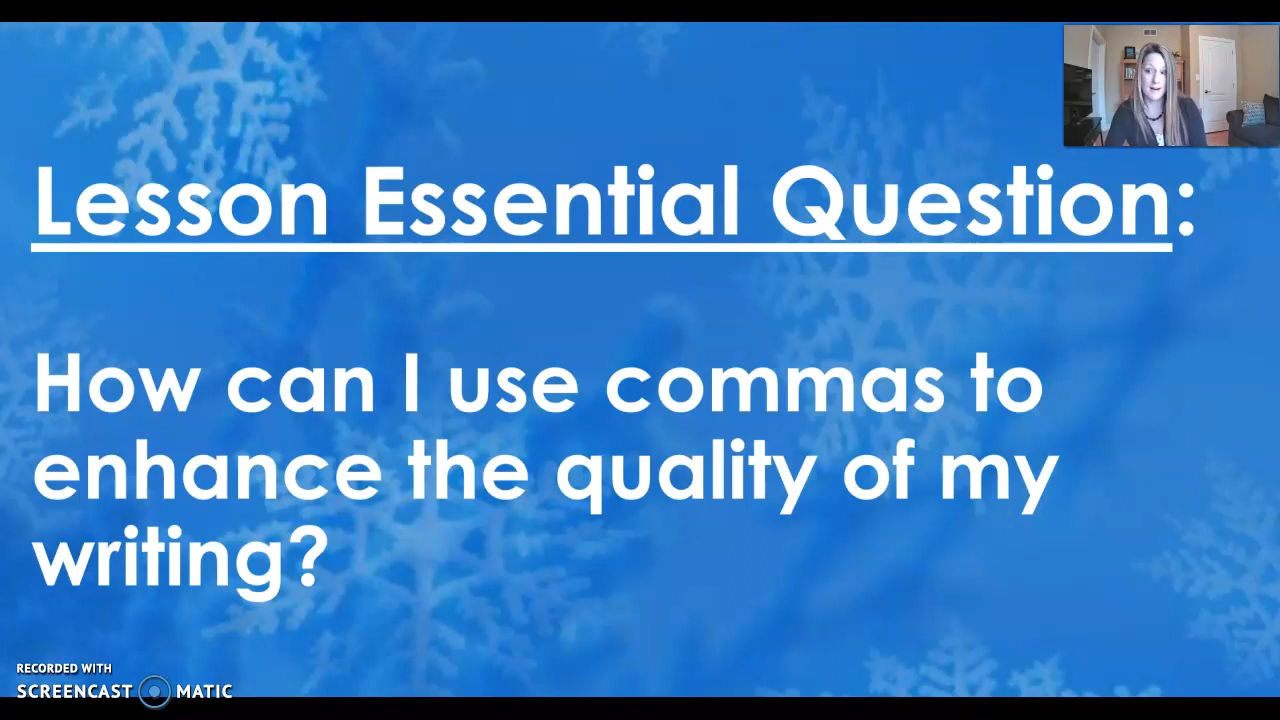 Lesson Essential Question:
How can I use commas to
enhance the quality of my
writing?
RECORDED WITH
SCREENCAST MATIC